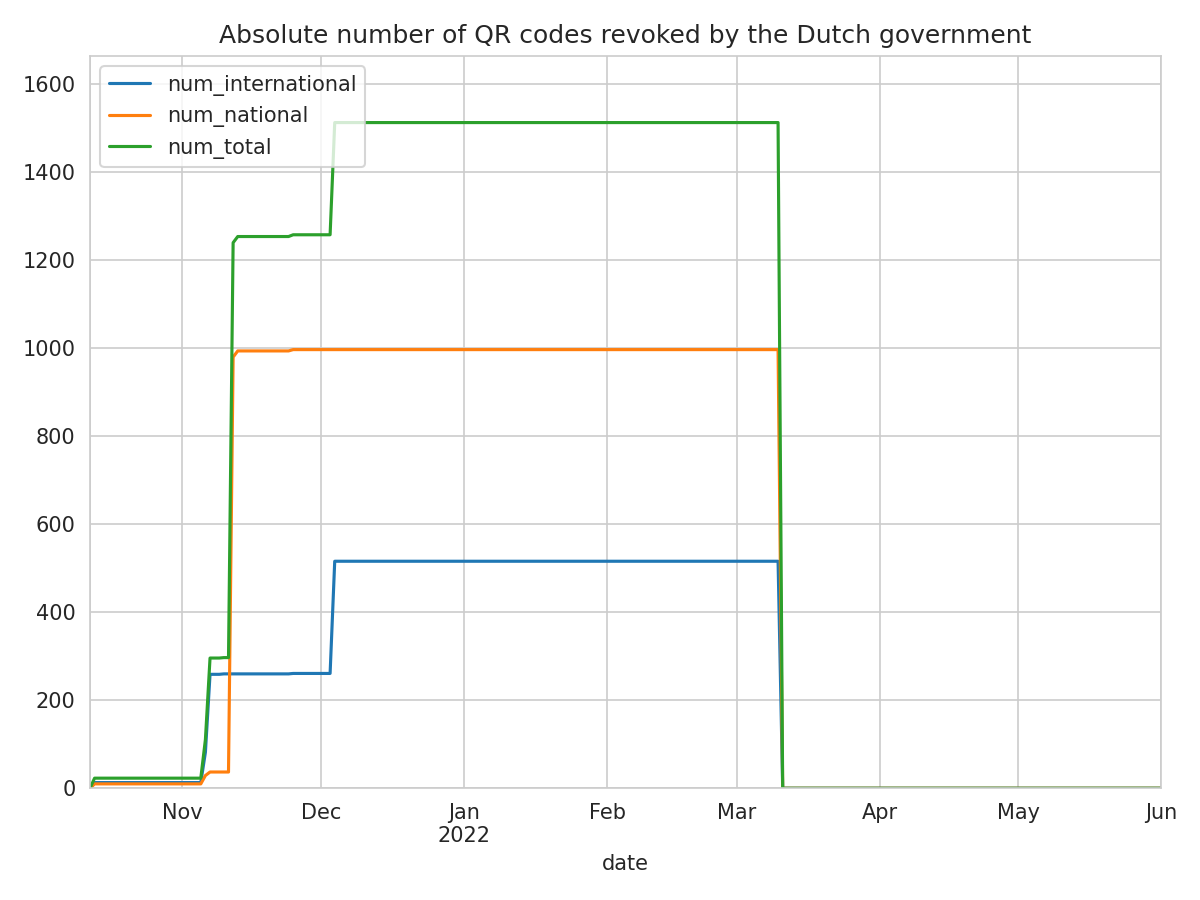 Absolute number of QR codes revoked by the Dutch government
num_international
num_national
num_total
1600
1400
1200
1000
800
600
400
200
0
Nov Dec Jan Feb Mar Apr May Jun
2022
date